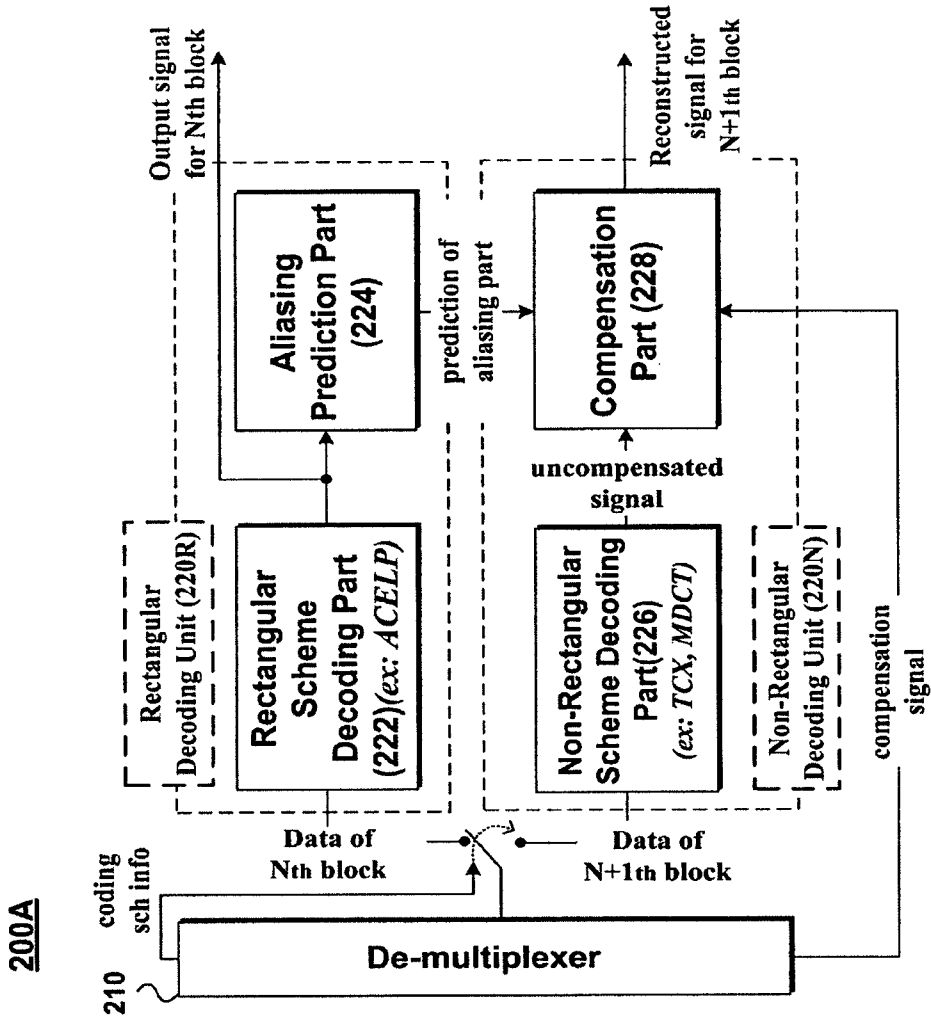 200A
210
De-multiplexer
coding
sch info
Data of
Nth block
Data of
N+1th block
Rectangular
Decoding Unit (220R)
Rectangular
Scheme
Decoding Part
(222)(ex: ACELP)
Aliasing
Prediction Part
(224)
Output signal
for Nth block
prediction of
aliasing part
Non-Rectangular
Scheme Decoding
Part(226)
(ex: TCX, MDCT)
uncompensated
signal
Compensation
Part (228)
Reconstructed
signal for
N+1th block
Non-Rectangular
Decoding Unit (220N)
compensation
signal